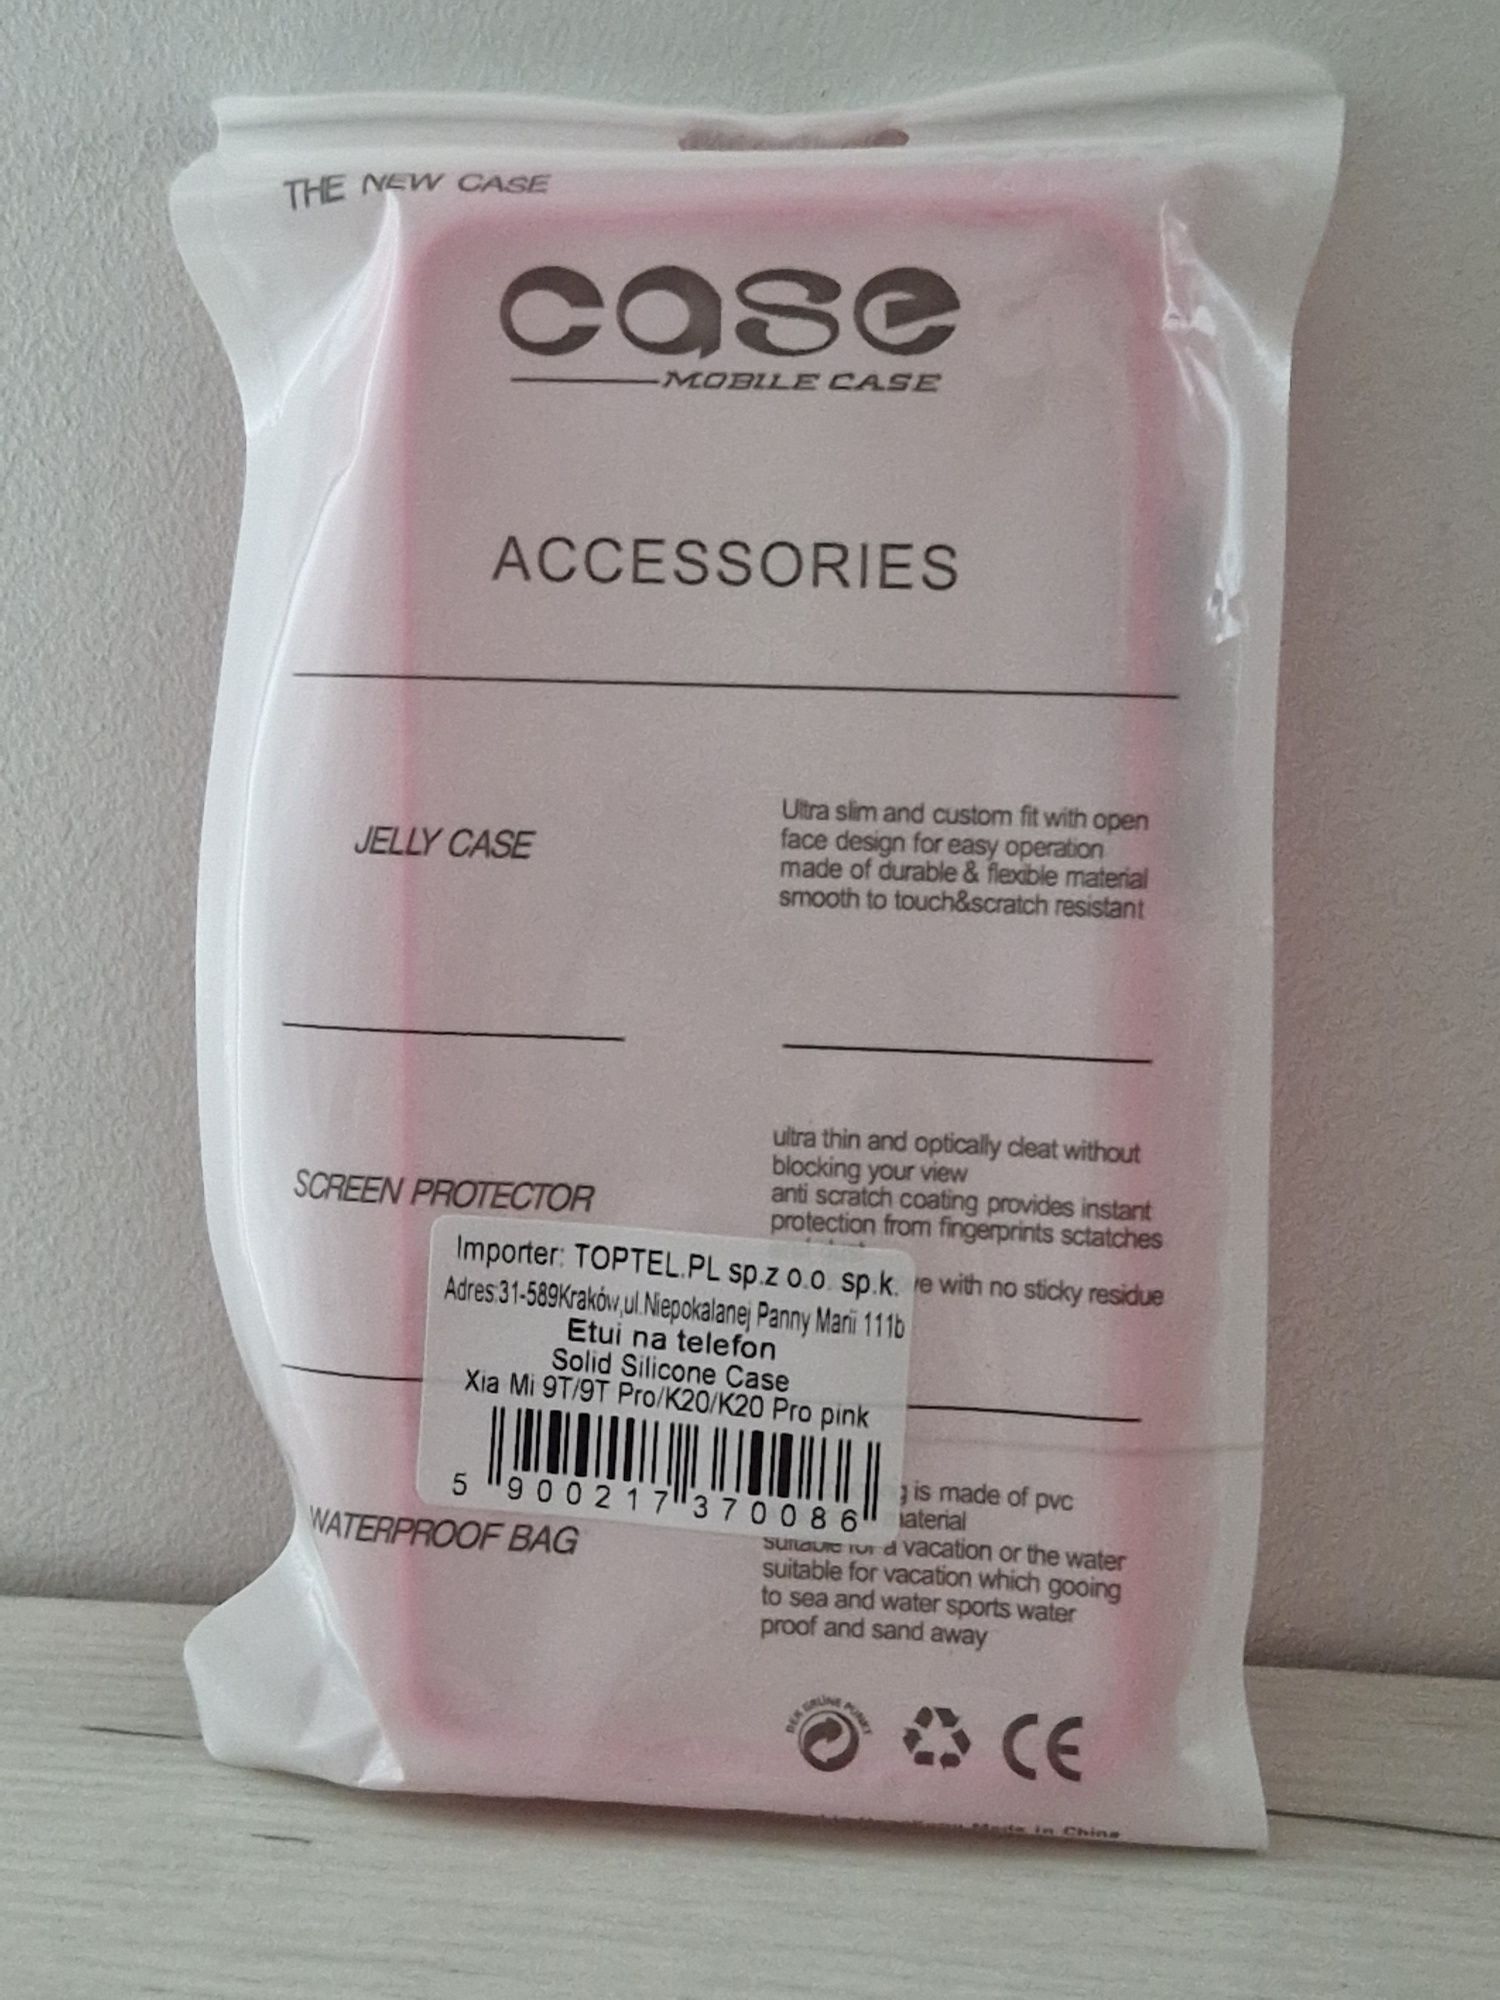 THE NEW CASE
case
MOBILE CASE
ACCESSORIES
JELLY CASE
Ultra slim and custom fit with open
face design for easy operation
made of durable & flexible material
smooth to touch&scratch resistant
SCREEN PROTECTOR
ultra thin and optically cleat without
blocking your view
anti scratch coating provides instant
protection from fingerprints sctatches
with no sticky residue
Importer: TOPTEL.PL sp.z o.o. sp.k.
Adres:31-589Kraków,ul.Niepokalanej Panny Marii 111b
Etui na telefon
Solid Silicone Case
Xia Mi 9T/9T Pro/K20/K20 Pro pink
5 900217 370086
WATERPROOF BAG
is made of pvc
material
suitable for a vacation or the water
suitable for vacation which gooing
to sea and water sports water
proof and sand away
DER GRÜNE PUNKT
CE
Made in China